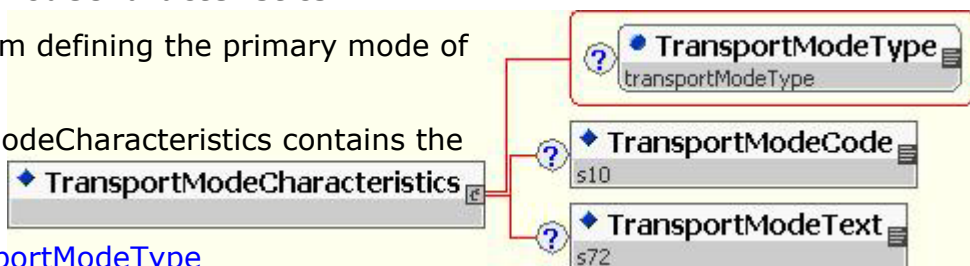 m defining the primary mode of
odeCharacteristics contains the
TransportModeCharacteristics
portModeType
? TransportModeType
transportModeType
? TransportModeCode
s10
? TransportModeText
s72